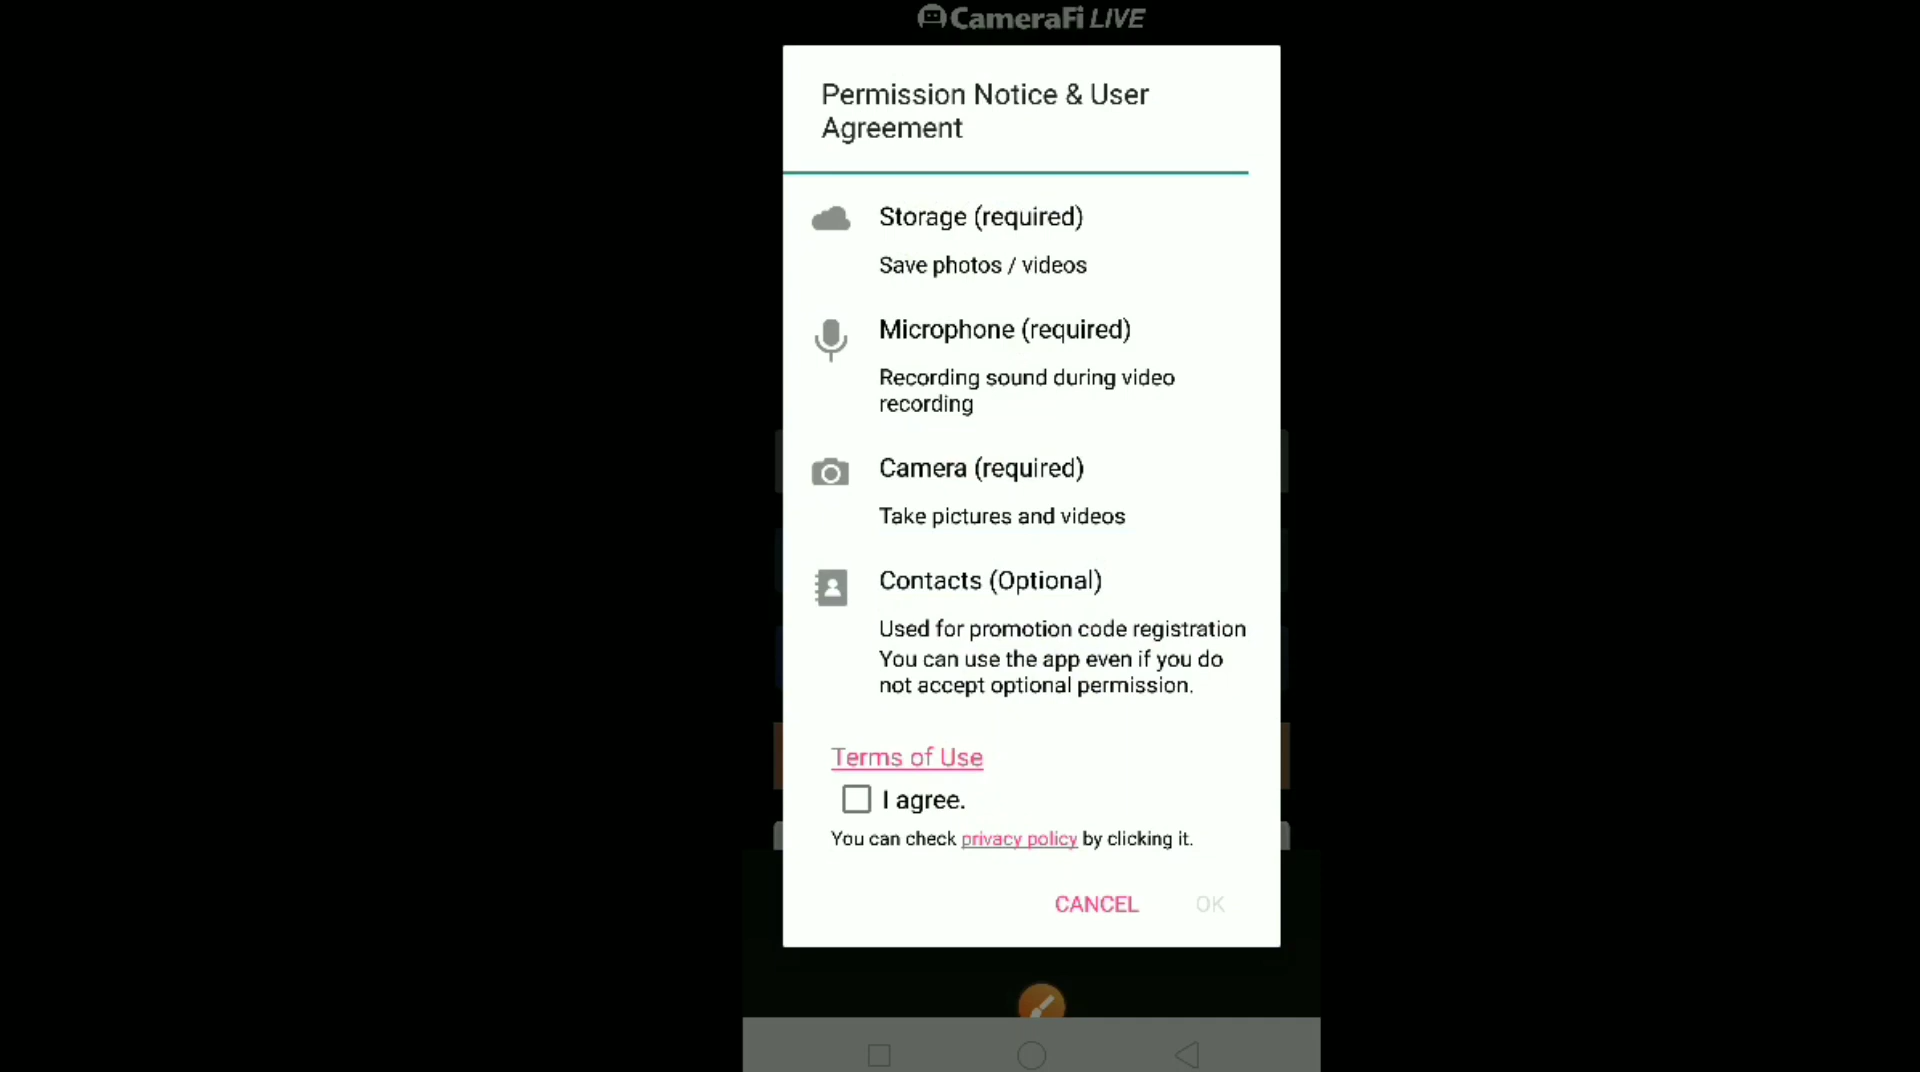 CameraFi LIVE
Permission Notice & User
Agreement
Storage (required)
Save photos / videos
Microphone (required)
Recording sound during video
recording
Camera (required)
Take pictures and videos
Contacts (Optional)
Used for promotion code registration
You can use the app even if you do
not accept optional permission.
Terms of Use
I agree.
You can check privacy policy by clicking it.
CANCEL OK